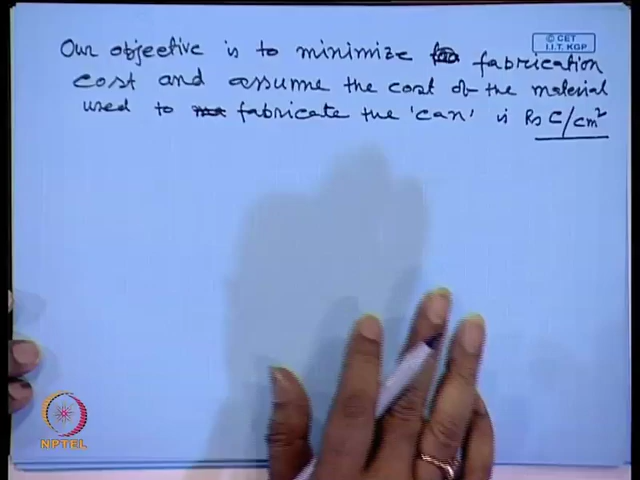 Our objective is to minimize fabrication
© CET
I.I.T. KGP
cost and assume the cost of the material
used to fabricate the 'can' is Rs C/cm²
NPTEL